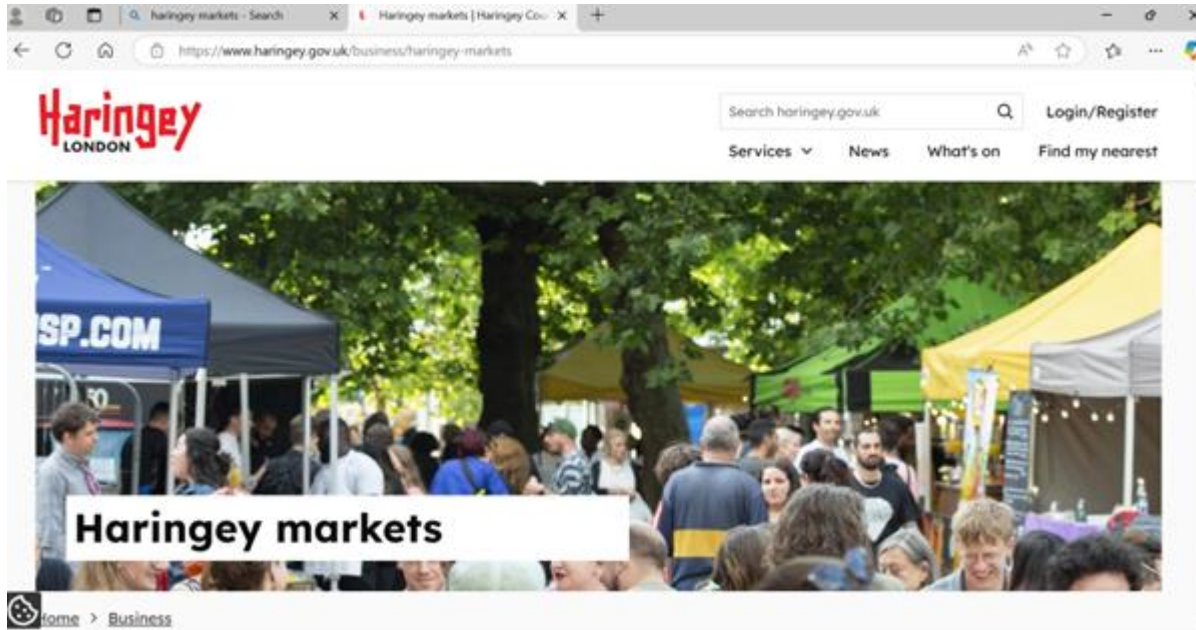 haringey markets - Search
Haringey markets | Haringey Cou
https://www.haringey.gov.uk/business/haringey-markets
Haringey
LONDON
Search haringey.gov.uk
Login/Register
Services
News
What's on
Find my nearest
SP.COM
Haringey markets
Home > Business